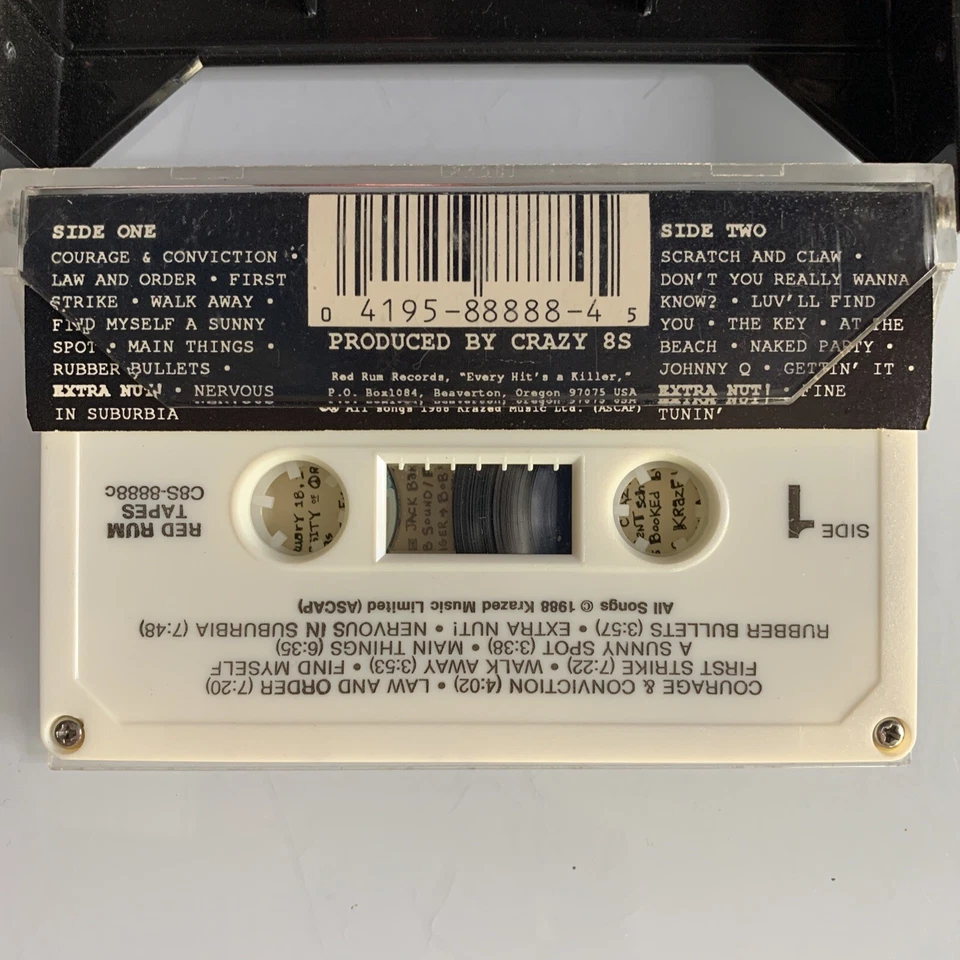 SIDE ONE
COURAGE & CONVICTION •
LAW AND ORDER • FIRST
STRIKE • WALK AWAY •
FIND MYSELF A SUNNY
SPOT • MAIN THINGS •
RUBBER BULLETS •
EXTRA NUT! • NERVOUS
IN SUBURBIA
0 4195-88888-4 5
PRODUCED BY CRAZY 8S
Red Rum Records, "Every Hit's a Killer,"
P.O. Box1084, Beaverton, Oregon 97075 USA
All songs 1988 Krazed Music Ltd. (ASCAP)
SIDE TWO
SCRATCH AND CLAW •
DON'T YOU REALLY WANNA
KNOW? • LUV'LL FIND
YOU • THE KEY • AT THE
BEACH • NAKED PARTY •
JOHNNY Q • GETTIN' IT •
EXTRA NUT! • FINE
TUNIN'
SIDE 1
RED RUM
TAPES
C8S-8888c
JACK
SOUND/
BOOKED
All Songs © 1988 Krazed Music Limited (ASCAP)
COURAGE & CONVICTION (4:02) • LAW AND ORDER (7:20)
FIRST STRIKE (7:22) • WALK AWAY (3:53) • FIND MYSELF
A SUNNY SPOT (3:38) • MAIN THINGS (6:35)
RUBBER BULLETS (3:57) • EXTRA NUT! • NERVOUS IN SUBURBIA (7:48)